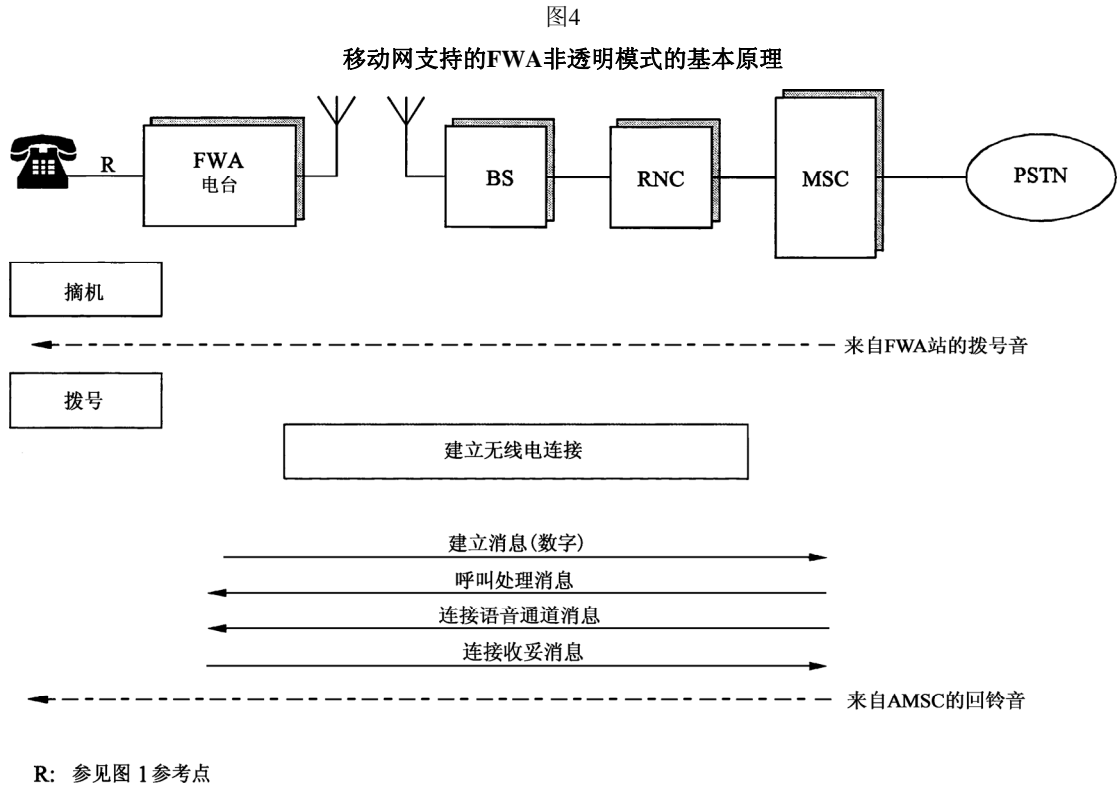 图4
移动网支持的FWA非透明模式的基本原理
R
FWA
电台
BS
RNC
MSC
PSTN
摘机
来自FWA站的拨号音
拨号
建立无线电连接
建立消息(数字)
呼叫处理消息
连接语音通道消息
连接收妥消息
来自AMSC的回铃音
R: 参见图 1参考点